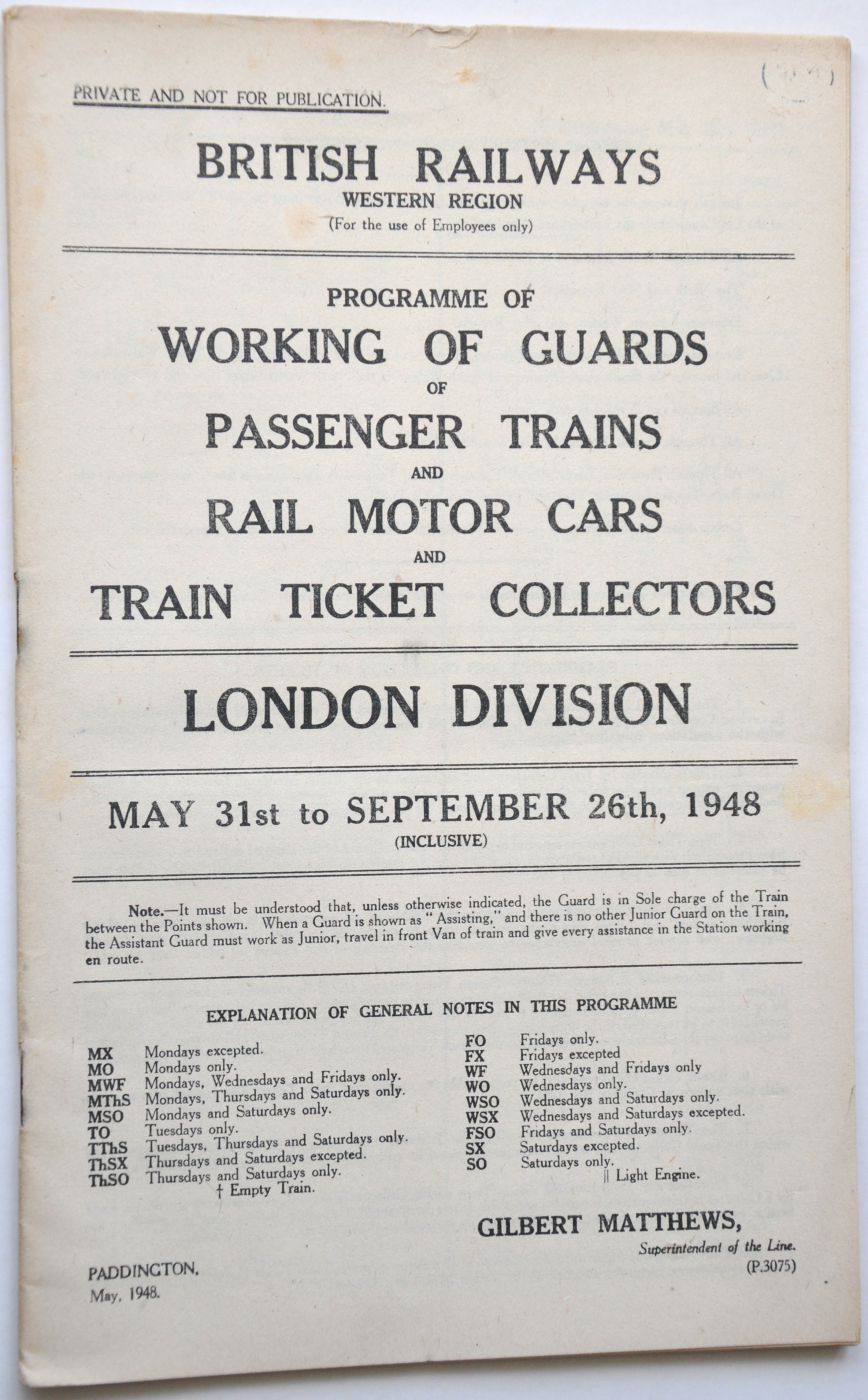 PRIVATE AND NOT FOR PUBLICATION.
BRITISH RAILWAYS
WESTERN REGION
(For the use of Employees only)
PROGRAMME OF
WORKING OF GUARDS
OF
PASSENGER TRAINS
AND
RAIL MOTOR CARS
AND
TRAIN TICKET COLLECTORS
LONDON DIVISION
MAY 31st to SEPTEMBER 26th, 1948
(INCLUSIVE)
Note.—It must be understood that, unless otherwise indicated, the Guard is in Sole charge of the Train
between the Points shown. When a Guard is shown as "Assisting," and there is no other Junior Guard on the Train,
the Assistant Guard must work as Junior, travel in front Van of train and give every assistance in the Station working
en route.
EXPLANATION OF GENERAL NOTES IN THIS PROGRAMME
MX Mondays excepted.
MO Mondays only.
MWF Mondays, Wednesdays and Fridays only.
MThS Mondays, Thursdays and Saturdays only.
MSO Mondays and Saturdays only.
TO Tuesdays only.
TThS Tuesdays, Thursdays and Saturdays only.
ThSX Thursdays and Saturdays excepted.
ThSO Thursdays and Saturdays only.
† Empty Train.
FO Fridays only.
FX Fridays excepted
WF Wednesdays and Fridays only
WO Wednesdays only.
WSO Wednesdays and Saturdays only.
WSX Wednesdays and Saturdays excepted.
FSO Fridays and Saturdays only.
SX Saturdays excepted.
SO Saturdays only.
|| Light Engine.
GILBERT MATTHEWS,
Superintendent of the Line.
(P.3075)
PADDINGTON,
May, 1948.